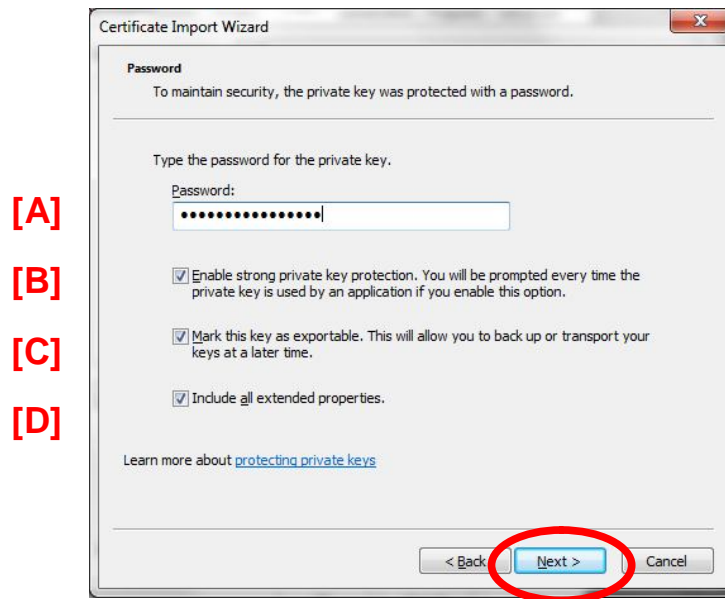 Certificate Import Wizard
Password
To maintain security, the private key was protected with a password.
Type the password for the private key.
Password:
[A]
••••••••••••••••
[B]
Enable strong private key protection. You will be prompted every time the
private key is used by an application if you enable this option.
[C]
Mark this key as exportable. This will allow you to back up or transport your
keys at a later time.
[D]
Include all extended properties.
Learn more about protecting private keys
< Back
Next >
Cancel